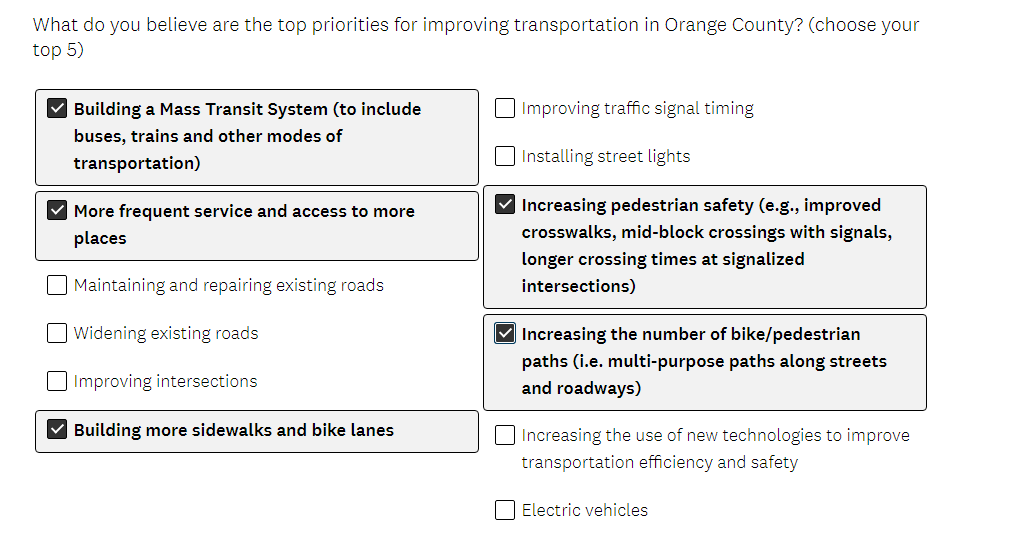 What do you believe are the top priorities for improving transportation in Orange County? (choose your
top 5)
Building a Mass Transit System (to include
buses, trains and other modes of
transportation)
More frequent service and access to more
places
Maintaining and repairing existing roads
Widening existing roads
Improving intersections
Building more sidewalks and bike lanes
Improving traffic signal timing
Installing street lights
Increasing pedestrian safety (e.g., improved
crosswalks, mid-block crossings with signals,
longer crossing times at signalized
intersections)
Increasing the number of bike/pedestrian
paths (i.e. multi-purpose paths along streets
and roadways)
Increasing the use of new technologies to improve
transportation efficiency and safety
Electric vehicles